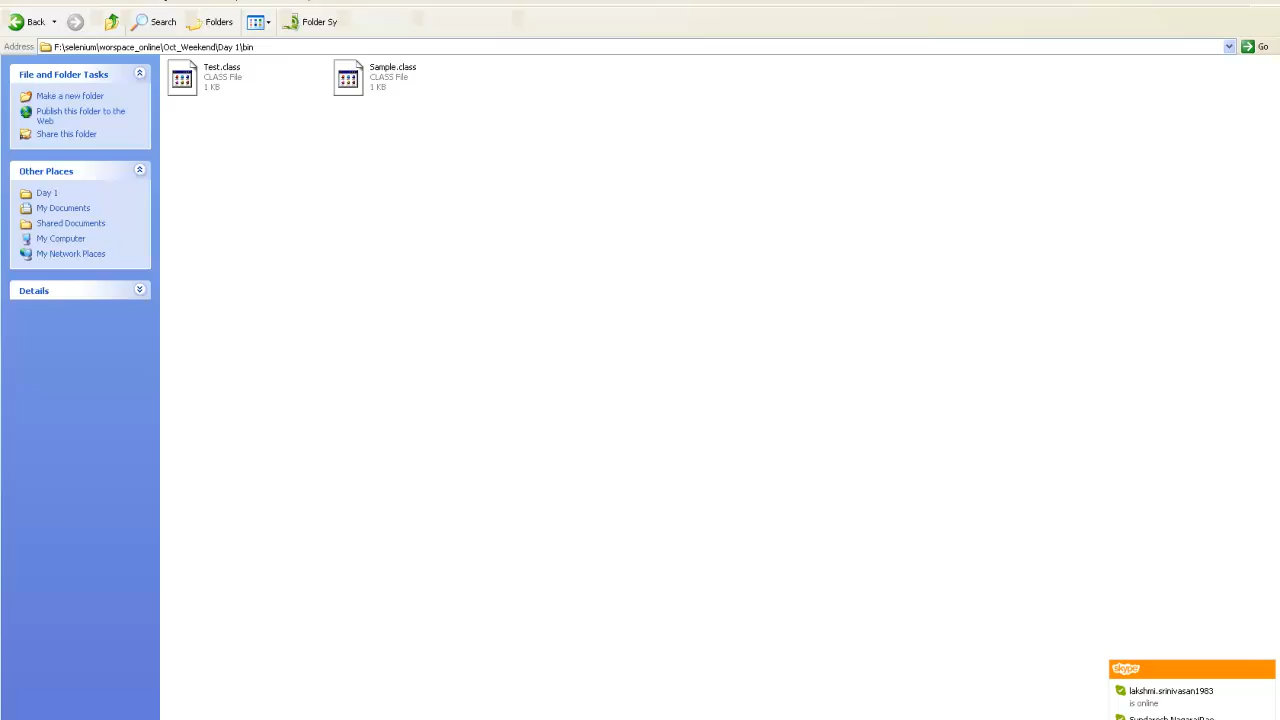 Back
Search
Folders
Folder Sy
Address
F:\selenium\worspace_online\Oct_Weekend\Day 1\bin
Go
File and Folder Tasks
Make a new folder
Publish this folder to the
Web
Share this folder
Other Places
Day 1
My Documents
Shared Documents
My Computer
My Network Places
Details
Test.class
CLASS File
1 KB
Sample.class
CLASS File
1 KB
skype
lakshmi.srinivasan1983
is online